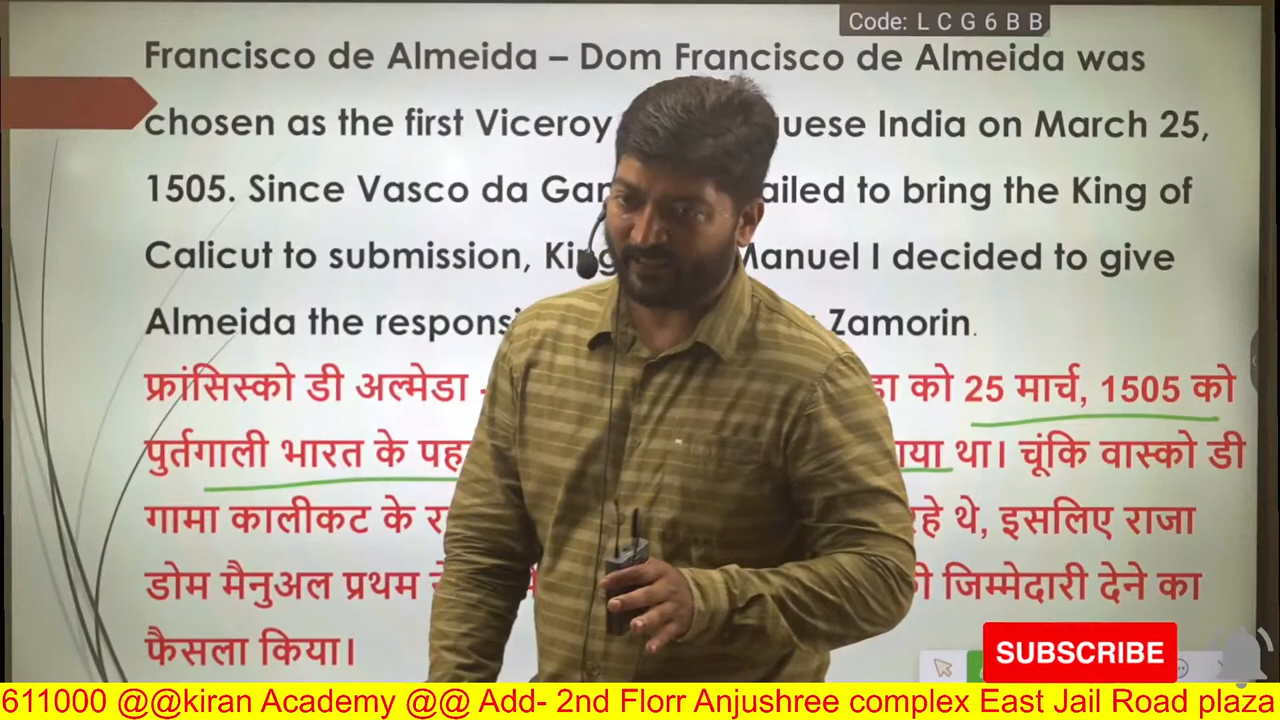 Code: L C G 6 B B
Francisco de Almeida – Dom Francisco de Almeida was
chosen as the first Viceroy uese India on March 25,
1505. Since Vasco da Gam ailed to bring the King of
Calicut to submission, King Manuel I decided to give
Almeida the respons Zamorin.
फ्रांसिस्को डी अल्मेडा - को 25 मार्च, 1505 को
पुर्तगाली भारत के पह था। चूंकि वास्को डी
गामा कालीकट के रहे थे, इसलिए राजा
डोम मैनुअल प्रथम जिम्मेदारी देने का
फैसला किया।
SUBSCRIBE
611000 @@kiran Academy @@ Add- 2nd Florr Anjushree complex East Jail Road plaza